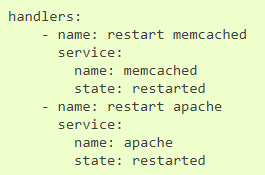 handlers:
    - name: restart memcached
      service:
        name: memcached
        state: restarted
    - name: restart apache
      service:
        name: apache
        state: restarted